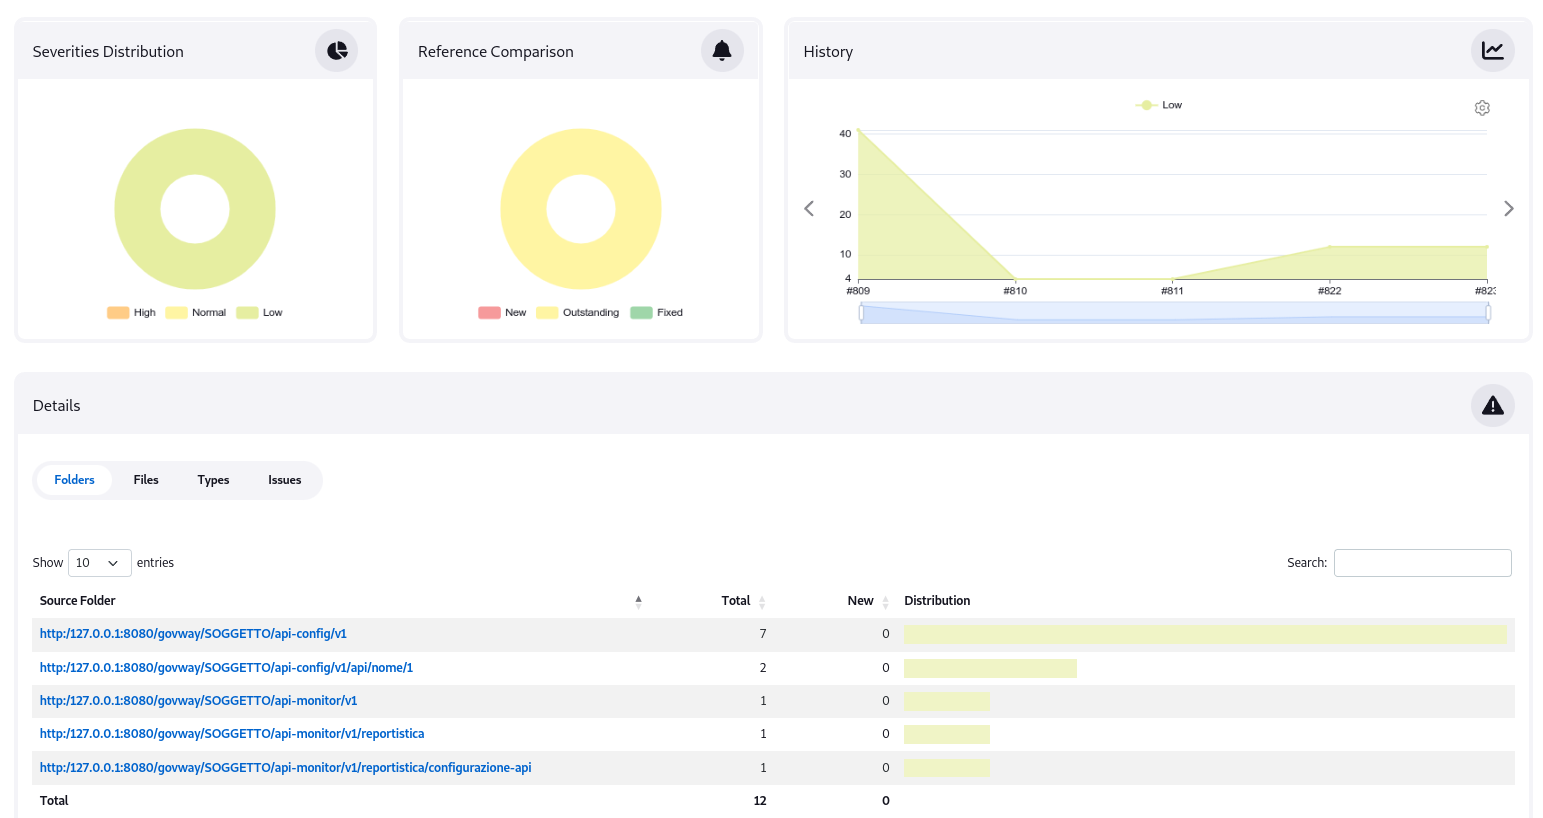 Severities Distribution
High Normal Low
Reference Comparison
New Outstanding Fixed
History
Low
40
30
20
10
4
#809 #810 #811 #822 #823
Details
Folders Files Types Issues
Show 10 entries Search:
Source Folder Total New Distribution
http:/127.0.0.1:8080/govway/SOGGETTO/api-config/v1 7 0
http:/127.0.0.1:8080/govway/SOGGETTO/api-config/v1/api/nome/1 2 0
http:/127.0.0.1:8080/govway/SOGGETTO/api-monitor/v1 1 0
http:/127.0.0.1:8080/govway/SOGGETTO/api-monitor/v1/reportistica 1 0
http:/127.0.0.1:8080/govway/SOGGETTO/api-monitor/v1/reportistica/configurazione-api 1 0
Total 12 0